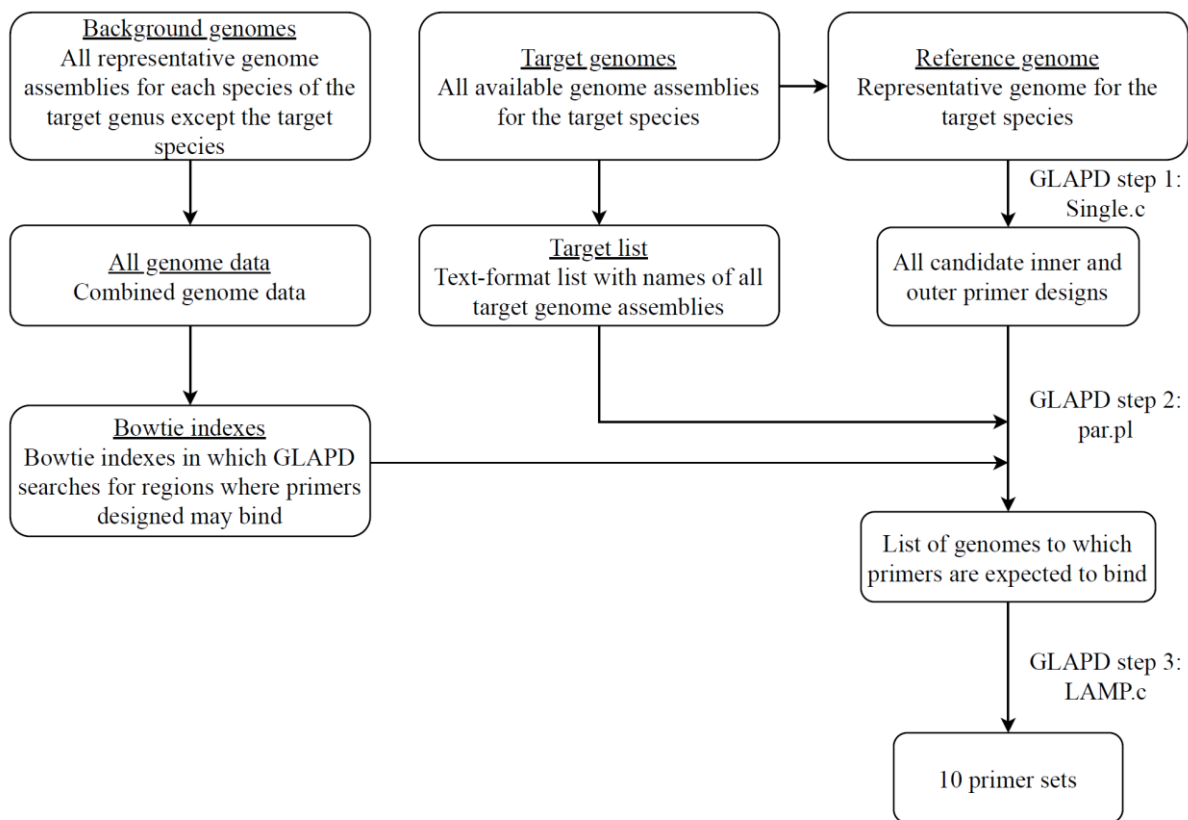 Background genomes
All representative genome
assemblies for each species of the
target genus except the target
species
Target genomes
All available genome assemblies
for the target species
Reference genome
Representative genome for the
target species
GLAPD step 1:
Single.c
All genome data
Combined genome data
Target list
Text-format list with names of all
target genome assemblies
All candidate inner and
outer primer designs
GLAPD step 2:
par.pl
Bowtie indexes
Bowtie indexes in which GLAPD
searches for regions where primers
designed may bind
List of genomes to which
primers are expected to bind
GLAPD step 3:
LAMP.c
10 primer sets